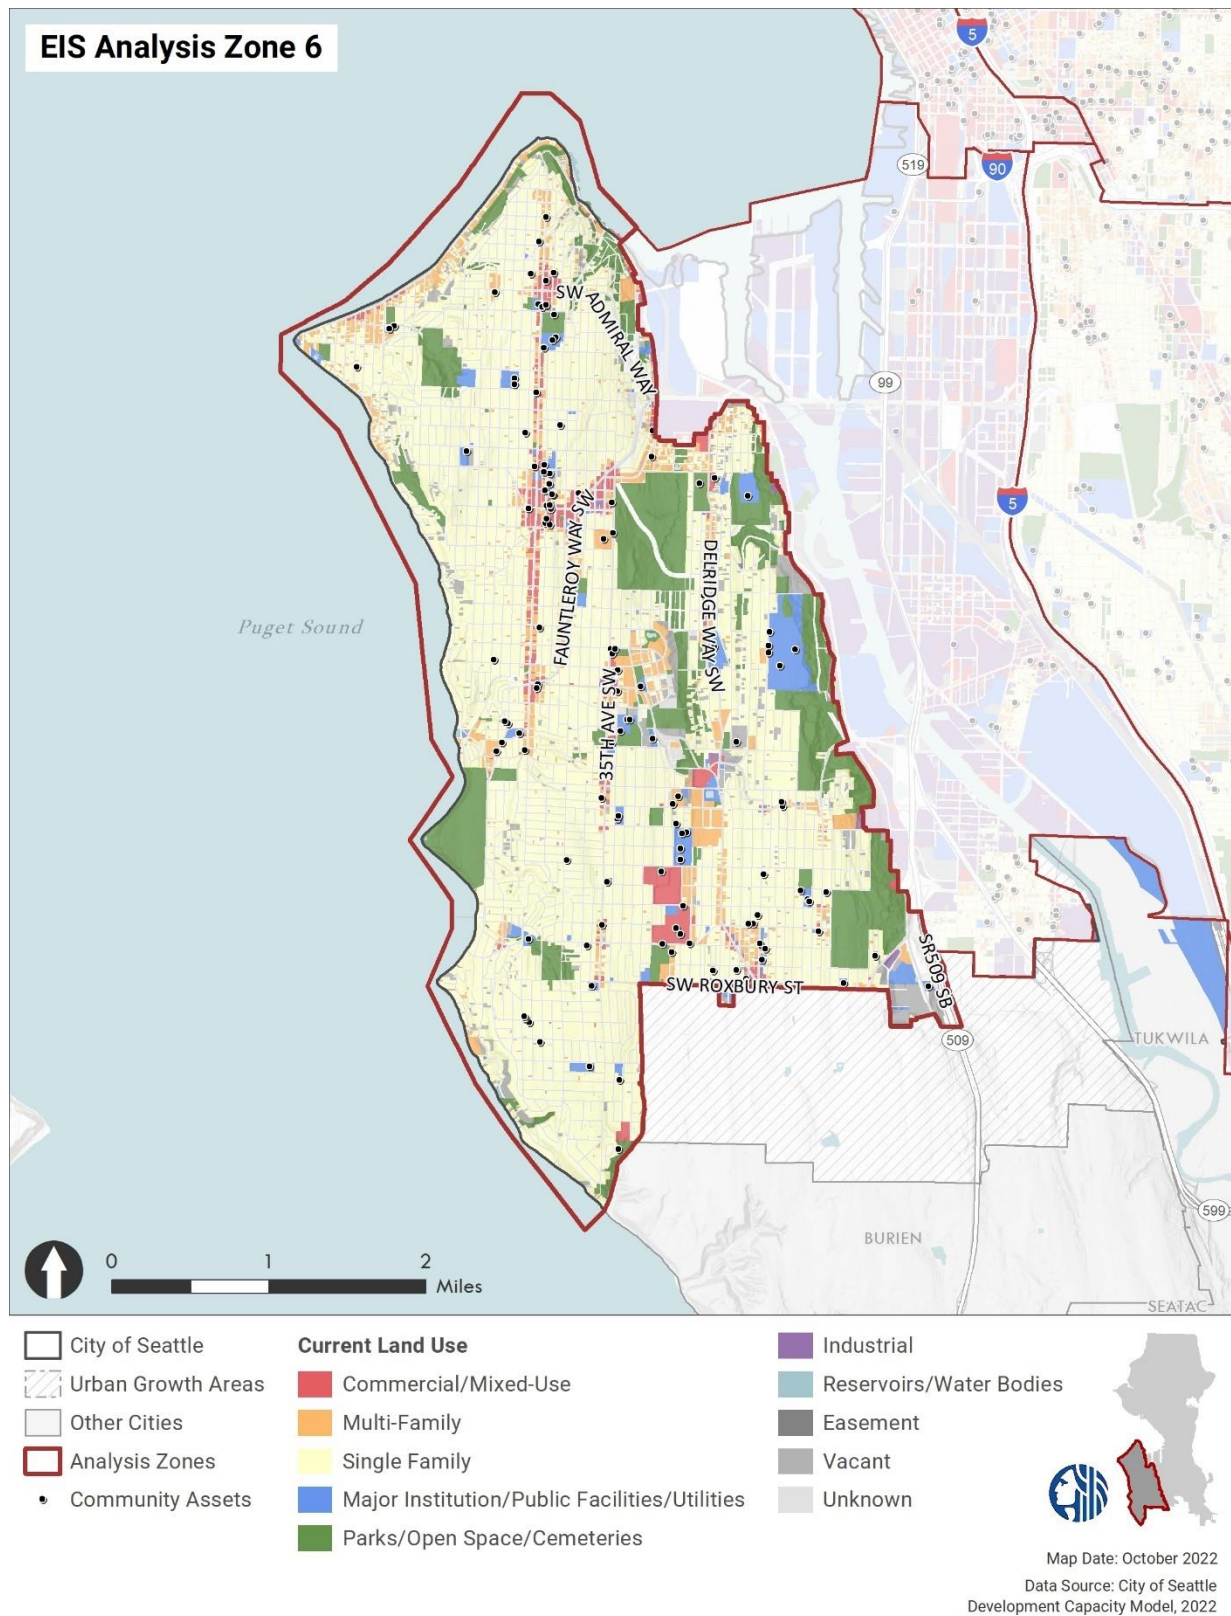 EIS Analysis Zone 6
5
519
90
SW ADMIRAL WAY
99
5
FAUNTLEROY WAY SW
DELRIDGE WAY SW
Puget Sound
35TH AVE SW
SW ROXBURY ST
SR509 SB
509
TUKWILA
599
BURIEN
SEATAC
0 1 2
Miles
City of Seattle
Urban Growth Areas
Other Cities
Analysis Zones
Community Assets
Current Land Use
Commercial/Mixed-Use
Multi-Family
Single Family
Major Institution/Public Facilities/Utilities
Parks/Open Space/Cemeteries
Industrial
Reservoirs/Water Bodies
Easement
Vacant
Unknown
Map Date: October 2022
Data Source: City of Seattle
Development Capacity Model, 2022